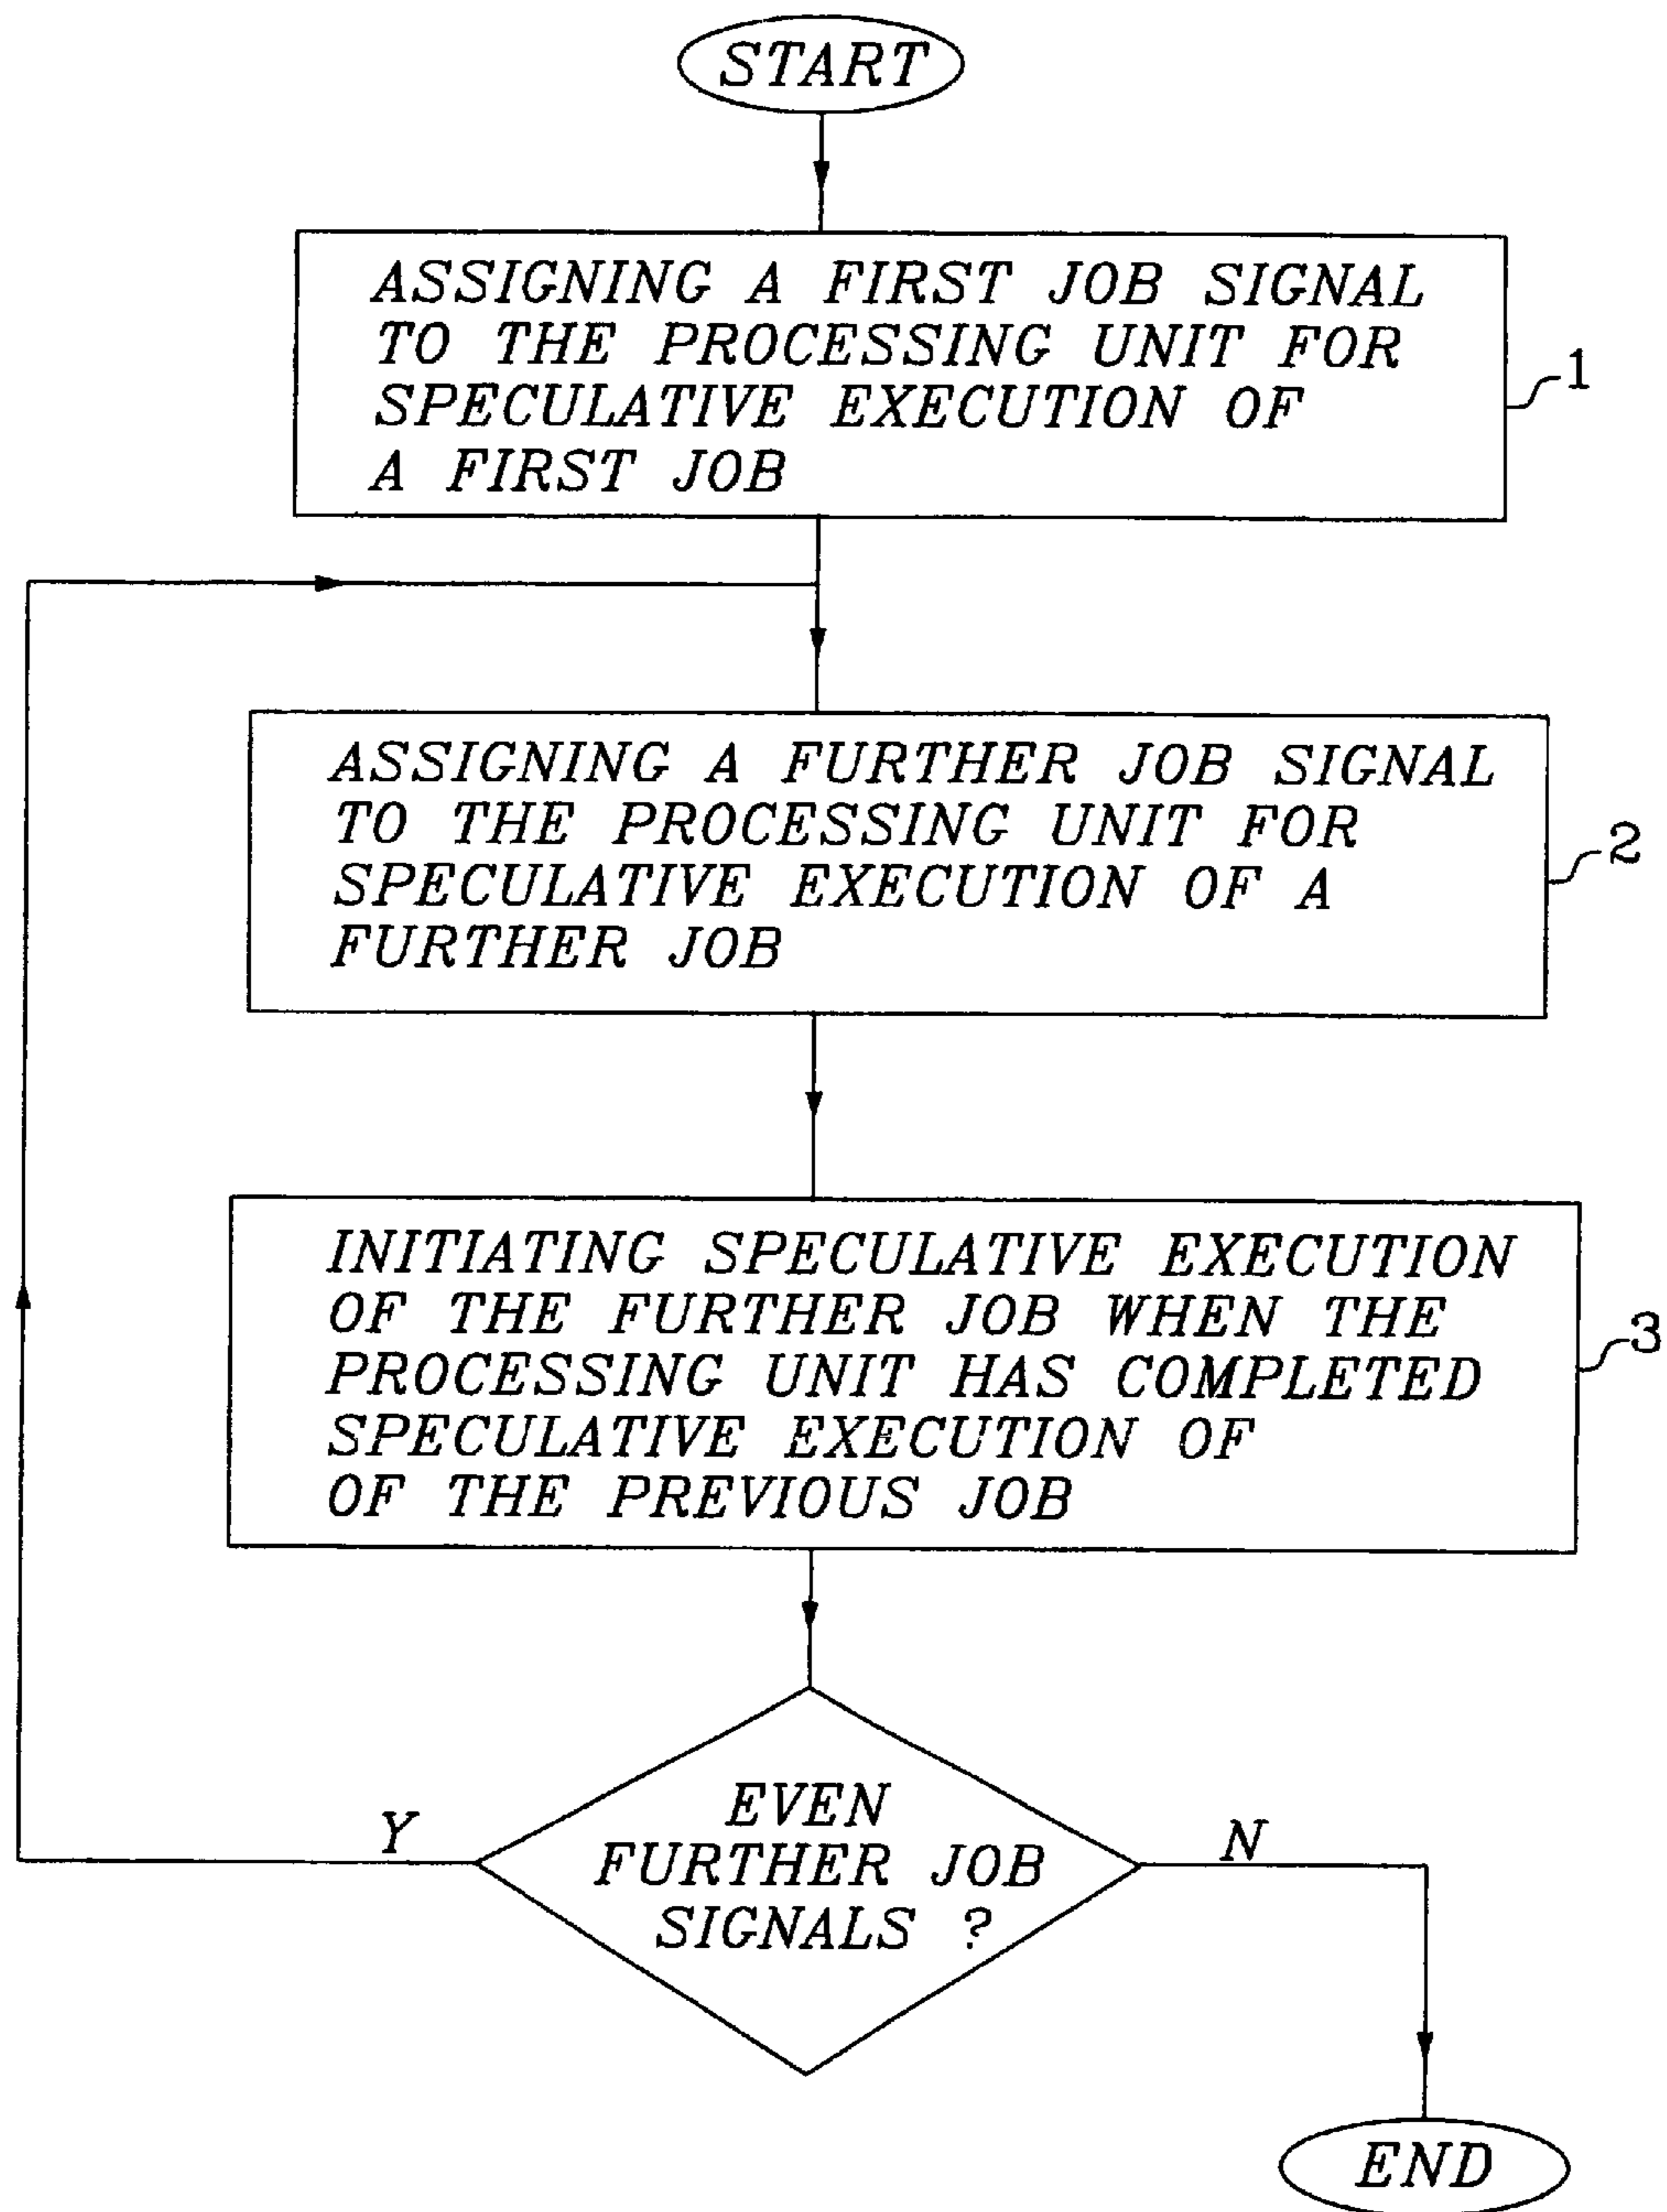 START
ASSIGNING A FIRST JOB SIGNAL
TO THE PROCESSING UNIT FOR
SPECULATIVE EXECUTION OF
A FIRST JOB
1
ASSIGNING A FURTHER JOB SIGNAL
TO THE PROCESSING UNIT FOR
SPECULATIVE EXECUTION OF A
FURTHER JOB
2
INITIATING SPECULATIVE EXECUTION
OF THE FURTHER JOB WHEN THE
PROCESSING UNIT HAS COMPLETED
SPECULATIVE EXECUTION OF
OF THE PREVIOUS JOB
3
EVEN
FURTHER JOB
SIGNALS ?
Y
N
END